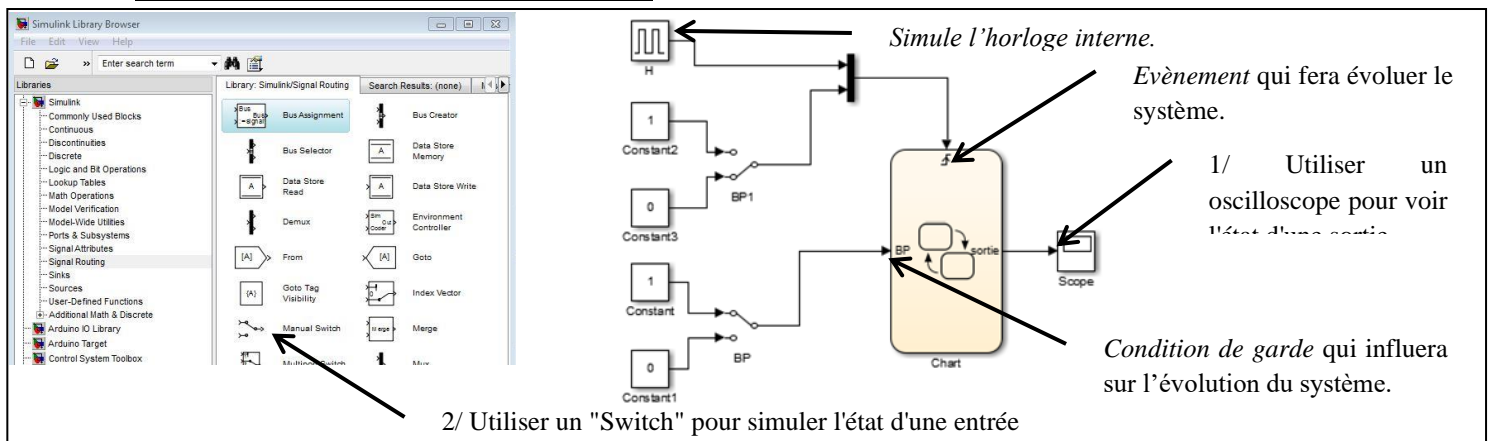 Simulink Library Browser
File Edit View Help
» Enter search term
Libraries
Library: Simulink/Signal Routing
Search Results: (none)
Simulink
Commonly Used Blocks
Continuous
Discontinuities
Discrete
Logic and Bit Operations
Lookup Tables
Math Operations
Model Verification
Model-Wide Utilities
Ports & Subsystems
Signal Attributes
Signal Routing
Sinks
Sources
User-Defined Functions
Additional Math & Discrete
Arduino IO Library
Arduino Target
Control System Toolbox
Bus Assignment
Bus Creator
Bus Selector
Data Store
Memory
Data Store
Read
Data Store Write
Demux
Environment
Controller
From
Goto
Goto Tag
Visibility
Index Vector
Manual Switch
Merge
Multiport Switch
Mux
H
1
Constant2
0
Constant3
BP1
1
Constant
0
Constant1
BP
BP
sortie
Chart
Scope
Simule l’horloge interne.
Evènement qui fera évoluer le
système.
1/ Utiliser un
oscilloscope pour voir
l'état d'une sortie
Condition de garde qui influera
sur l’évolution du système.
2/ Utiliser un "Switch" pour simuler l'état d'une entrée